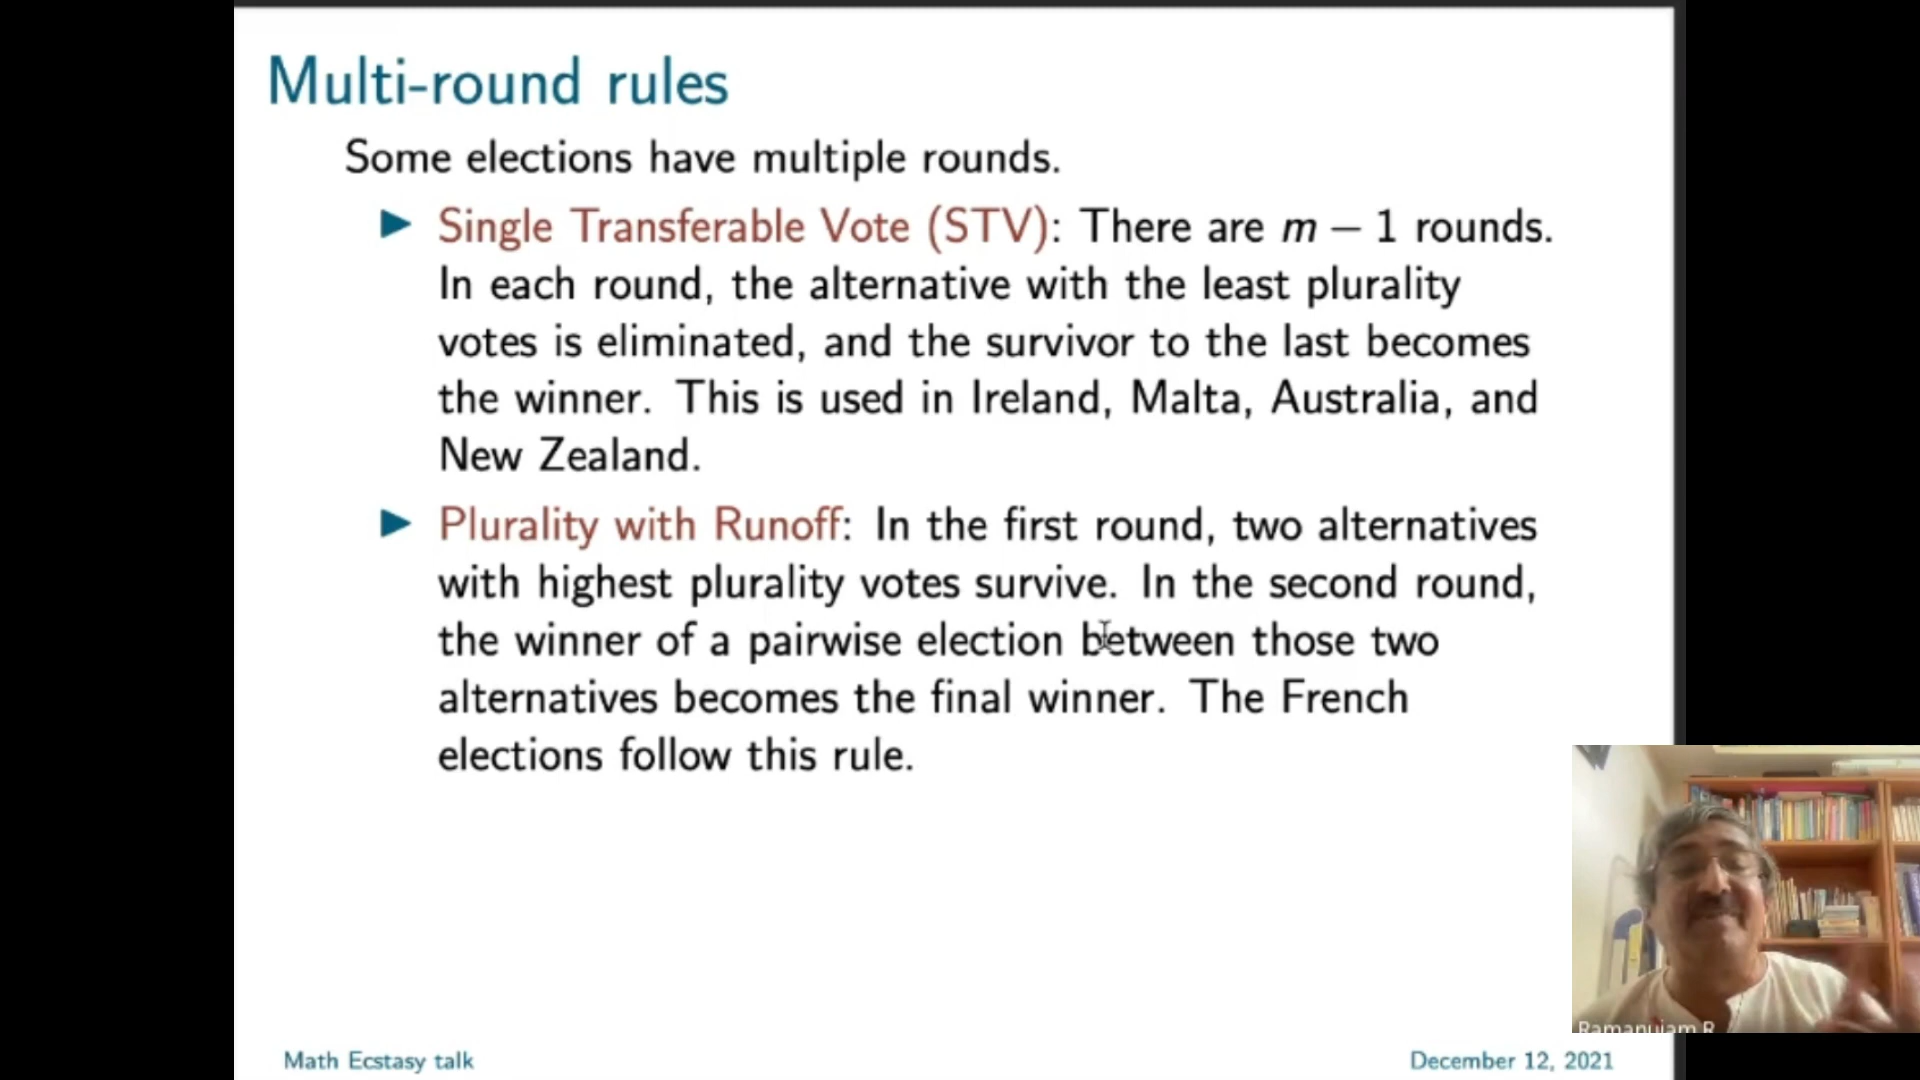 Multi-round rules
Some elections have multiple rounds.
▶ Single Transferable Vote (STV): There are m − 1 rounds.
In each round, the alternative with the least plurality
votes is eliminated, and the survivor to the last becomes
the winner. This is used in Ireland, Malta, Australia, and
New Zealand.
▶ Plurality with Runoff: In the first round, two alternatives
with highest plurality votes survive. In the second round,
the winner of a pairwise election between those two
alternatives becomes the final winner. The French
elections follow this rule.
Ramanujam R
Math Ecstasy talk
December 12, 2021